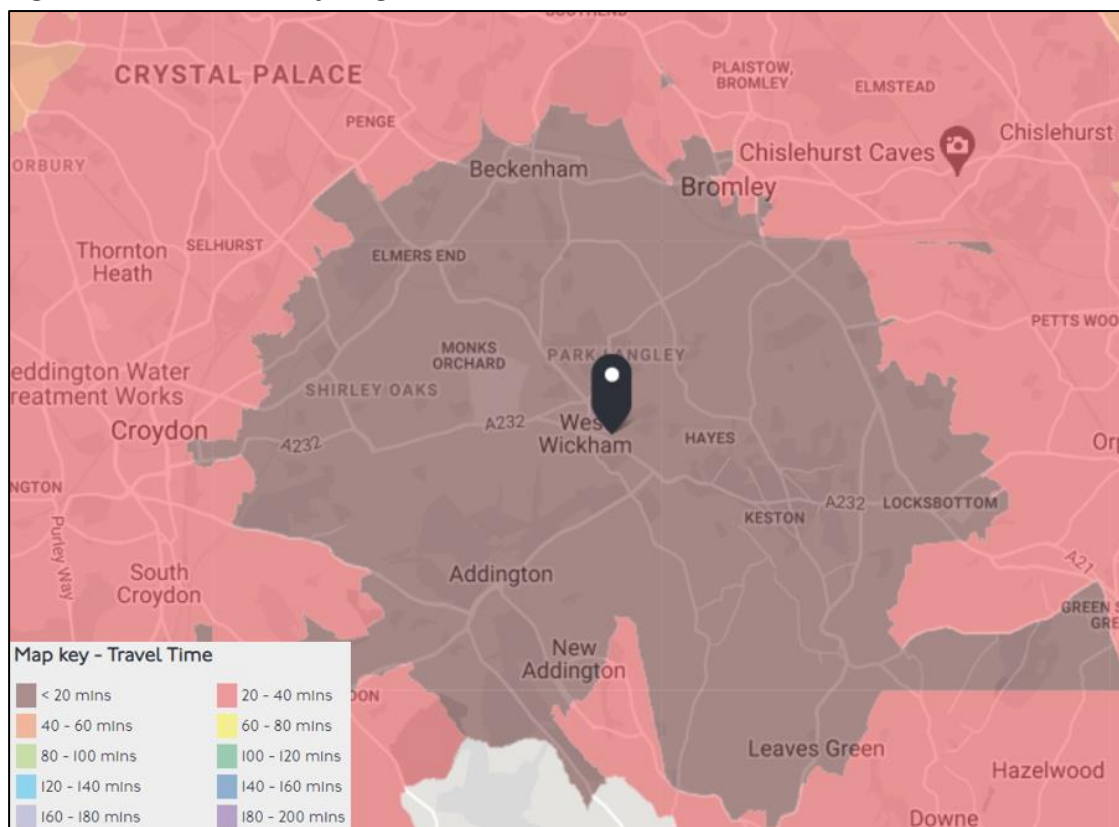 CRYSTAL PALACE
PLAISTOW,
BROMLEY
ELMSTEAD
PENGE
Chislehurst
Chislehurst Caves
ORBURY
Beckenham
Bromley
SELHURST
Thornton
Heath
ELMERS END
PETTS WOO
MONKS
ORCHARD
PARK LANGLEY
eddington Water
reatment Works
SHIRLEY OAKS
Croydon
A232
A232
Wes
Wickham
HAYES
Orp
NGTON
A232
LOCKSBOTTOM
KESTON
Purley Way
A21
South
Croydon
Addington
GREEN S
GRE
New
Addington
Map key - Travel Time
< 20 mins
20 - 40 mins
DON
40 - 60 mins
60 - 80 mins
80 - 100 mins
100 - 120 mins
120 - 140 mins
140 - 160 mins
160 - 180 mins
180 - 200 mins
Leaves Green
Hazelwood
Downe